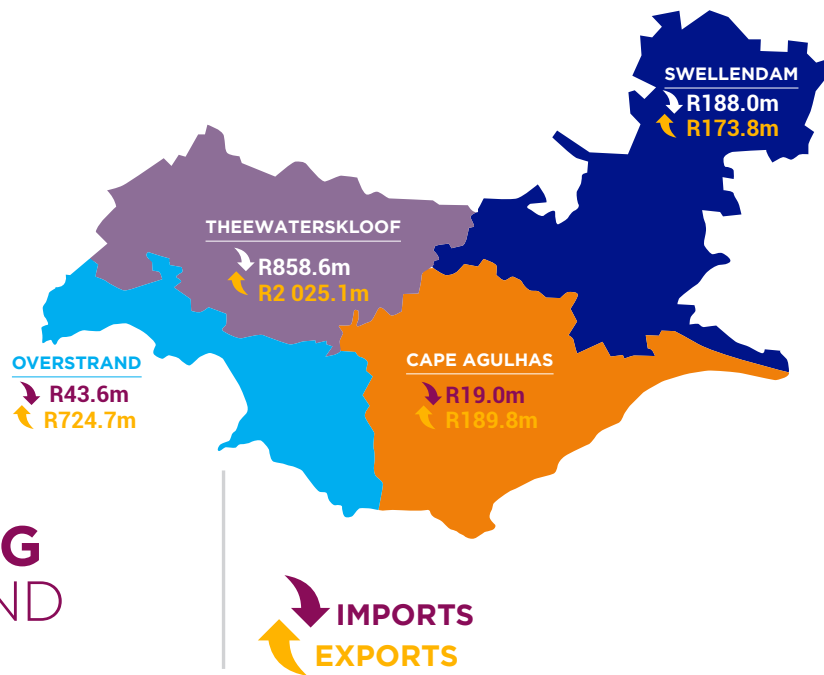 SWELLENDAM
R188.0m
R173.8m
THEEWATERSKLOOF
R858.6m
R2 025.1m
OVERSTRAND
R43.6m
R724.7m
CAPE AGULHAS
R19.0m
R189.8m
G
ND
IMPORTS
EXPORTS